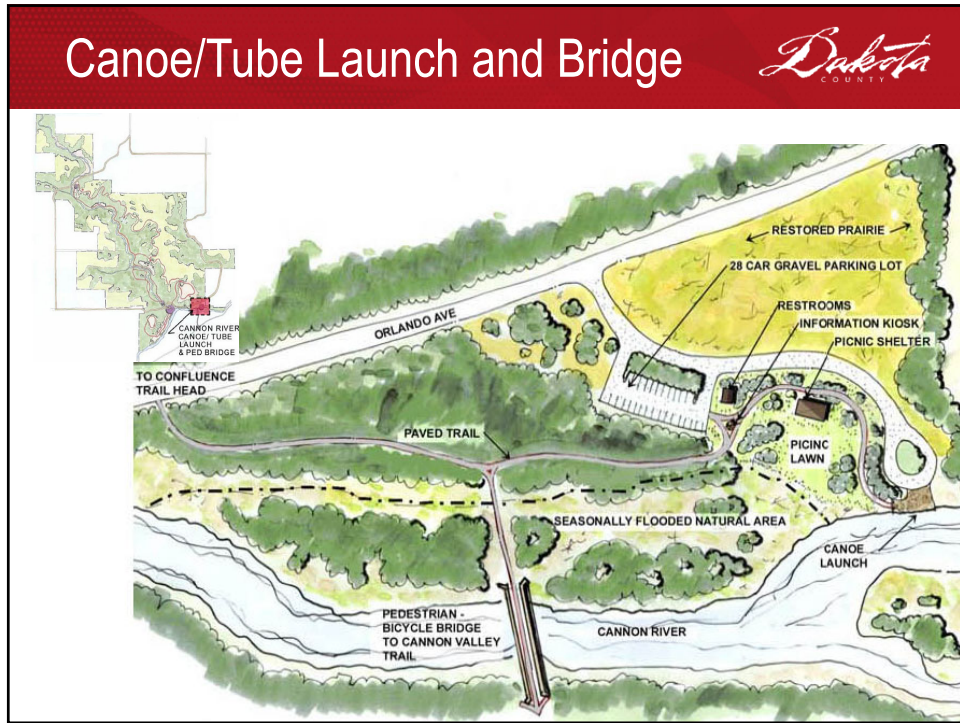 Canoe/Tube Launch and Bridge
Dakota
COUNTY
CANNON RIVER
CANOE/ TUBE
LAUNCH
& PED BRIDGE
RESTORED PRAIRIE
28 CAR GRAVEL PARKING LOT
RESTROOMS
INFORMATION KIOSK
PICNIC SHELTER
ORLANDO AVE
TO CONFLUENCE
TRAIL HEAD
PAVED TRAIL
PICINC
LAWN
SEASONALLY FLOODED NATURAL AREA
CANOE
LAUNCH
PEDESTRIAN -
BICYCLE BRIDGE
TO CANNON VALLEY
TRAIL
CANNON RIVER